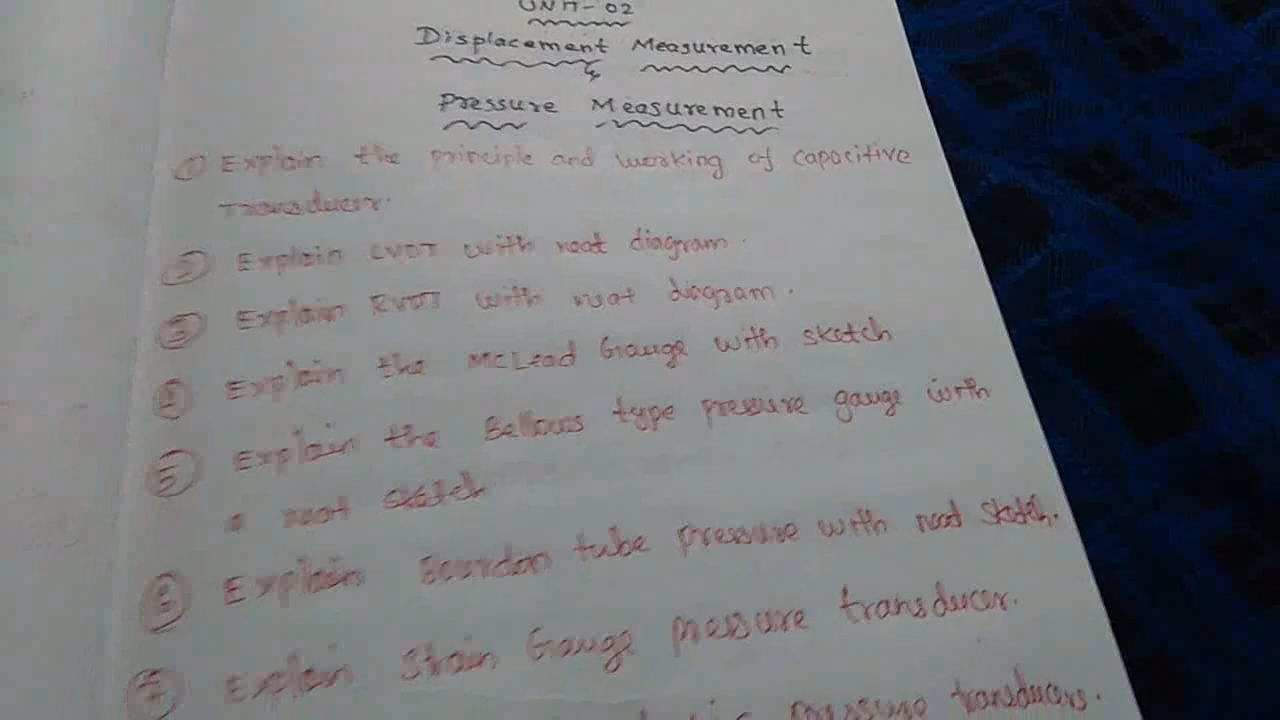 UNIT-02
Displacement Measurement
&
Pressure Measurement
① Explain the principle and working of capacitive
Transducer.
② Explain LVDT with neat diagram.
③ Explain RVDT with neat diagram.
④ Explain the McLead Gauge with sketch
⑤ Explain the Bellows type pressure gauge with
a neat sketch
⑥ Explain Bourdon tube pressure with neat sketch.
⑦ Explain Strain Gauge pressure transducer.
pressure transducers.